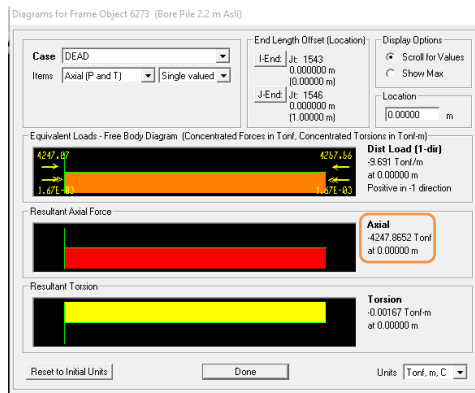 Diagrams for Frame Object 6273 (Bore Pile 2.2 m Asli)
Case DEAD
Items Axial (P and T) Single valued
End Length Offset (Location)
I-End: Jt: 1543
0.000000 m
(0.00000 m)
J-End: Jt: 1546
0.000000 m
(1.00000 m)
Display Options
Scroll for Values
Show Max
Location
0.00000 m
Equivalent Loads - Free Body Diagram (Concentrated Forces in Tonf, Concentrated Torsions in Tonf-m)
4247.87
4257.56
1.67E-03
1.67E-03
Dist Load (1-dir)
-9.691 Tonf/m
at 0.00000 m
Positive in -1 direction
Resultant Axial Force
Axial
-4247.8652 Tonf
at 0.00000 m
Resultant Torsion
Torsion
-0.00167 Tonf-m
at 0.00000 m
Reset to Initial Units
Done
Units Tonf, m, C